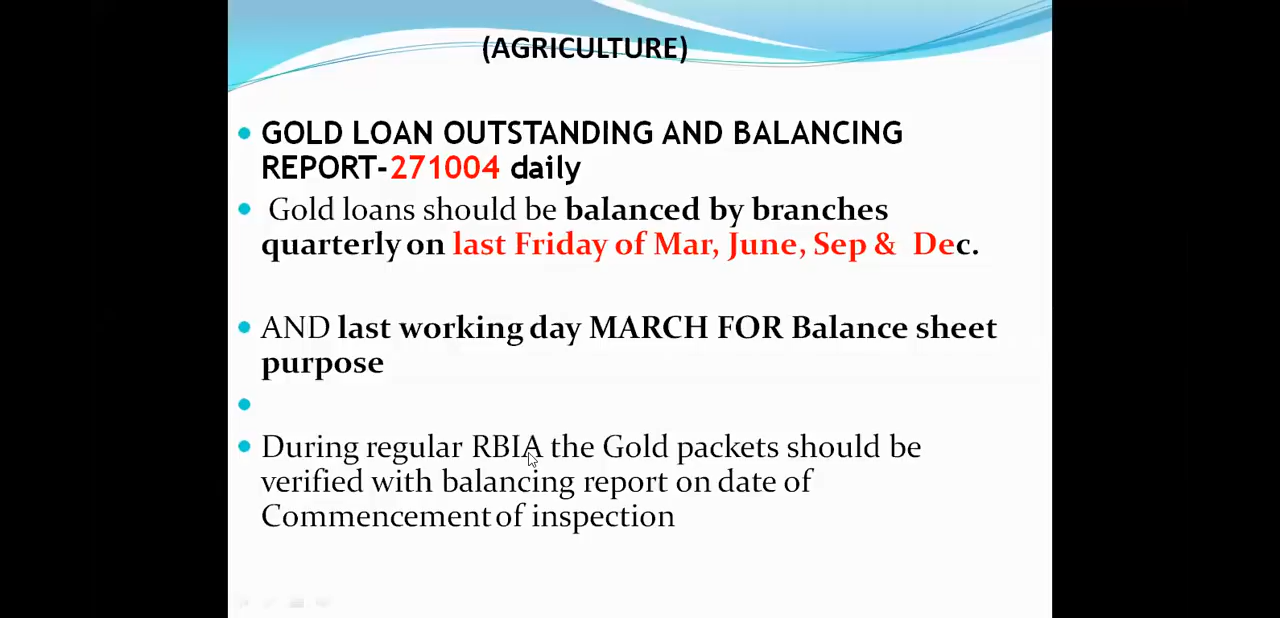 (AGRICULTURE)
GOLD LOAN OUTSTANDING AND BALANCING
REPORT-271004 daily
Gold loans should be balanced by branches
quarterly on last Friday of Mar, June, Sep & Dec.
AND last working day MARCH FOR Balance sheet
purpose
During regular RBIA the Gold packets should be
verified with balancing report on date of
Commencement of inspection